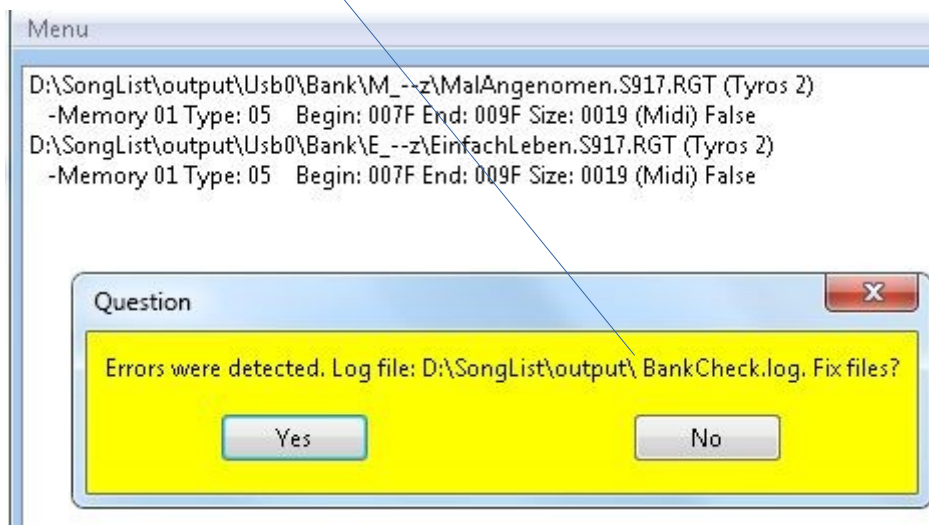 Menu
D:\SongList\output\Usb0\Bank\M_--z\MalAngenomen.S917.RGT (Tyros 2)
-Memory 01 Type: 05 Begin: 007F End: 009F Size: 0019 (Midi) False
D:\SongList\output\Usb0\Bank\E_--z\EinfachLeben.S917.RGT (Tyros 2)
-Memory 01 Type: 05 Begin: 007F End: 009F Size: 0019 (Midi) False
Question
Errors were detected. Log file: D:\SongList\output\ BankCheck.log. Fix files?
Yes No